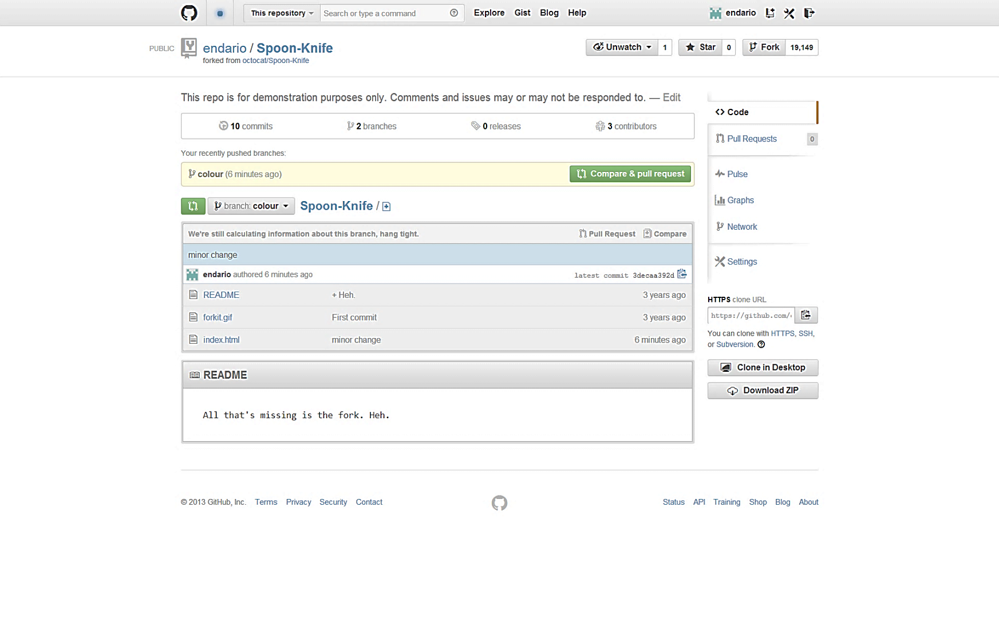 This repository Search or type a command Explore Gist Blog Help endario
PUBLIC endario / Spoon-Knife Unwatch 1 Star 0 Fork 19,149
forked from octocat/Spoon-Knife
This repo is for demonstration purposes only. Comments and issues may or may not be responded to. — Edit
10 commits 2 branches 0 releases 3 contributors
Your recently pushed branches:
colour (6 minutes ago) Compare & pull request
branch: colour Spoon-Knife /
We're still calculating information about this branch, hang tight. Pull Request Compare
minor change
endario authored 6 minutes ago latest commit 3decaa392d
README + Heh. 3 years ago
forkit.gif First commit 3 years ago
index.html minor change 6 minutes ago
README
All that's missing is the fork. Heh.
Code
Pull Requests 0
Pulse
Graphs
Network
Settings
HTTPS clone URL
https://github.com/
You can clone with HTTPS, SSH,
or Subversion.
Clone in Desktop
Download ZIP
© 2013 GitHub, Inc. Terms Privacy Security Contact Status API Training Shop Blog About